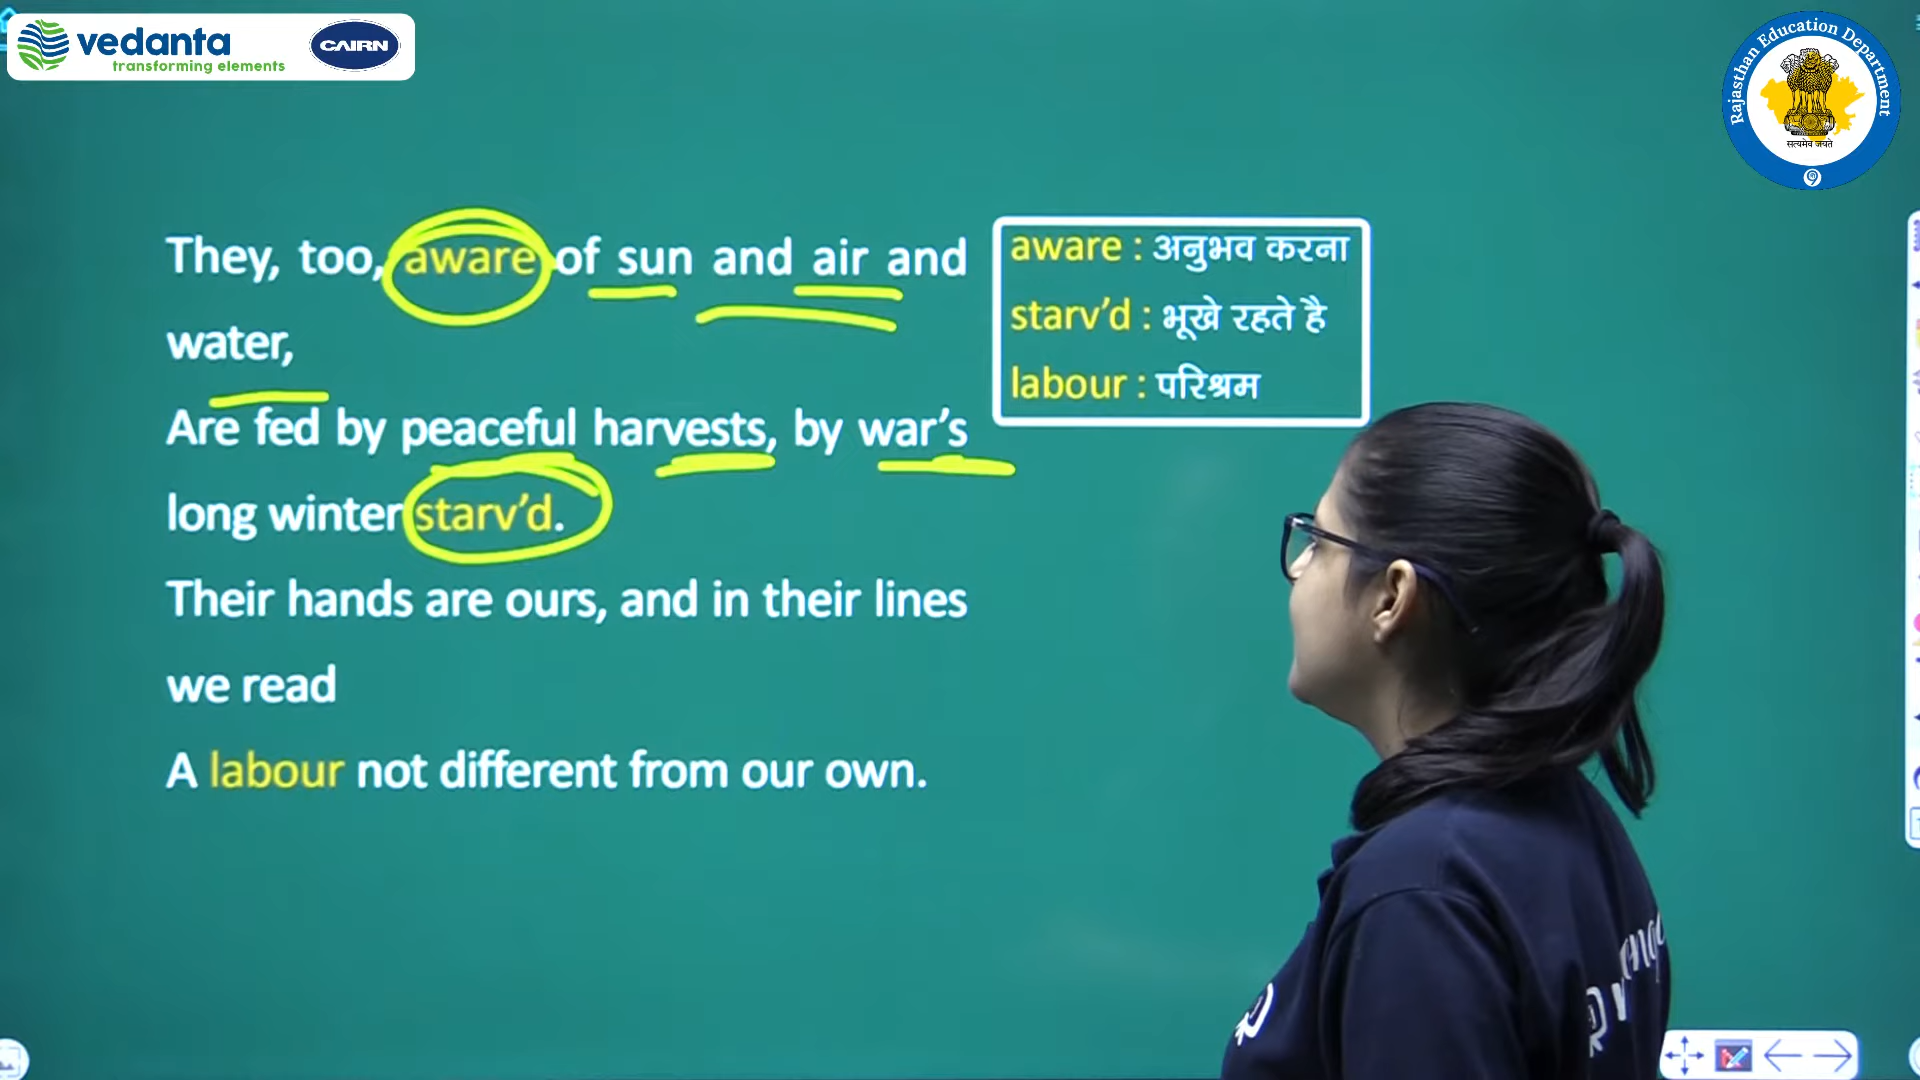 vedanta
transforming elements
CAIRN
Rajasthan Education Department
सत्यमेव जयते
They, too, aware of sun and air and
water,
Are fed by peaceful harvests, by war's
long winter starv'd.
Their hands are ours, and in their lines
we read
A labour not different from our own.
aware : अनुभव करना
starv'd : भूखे रहते है
labour : परिश्रम